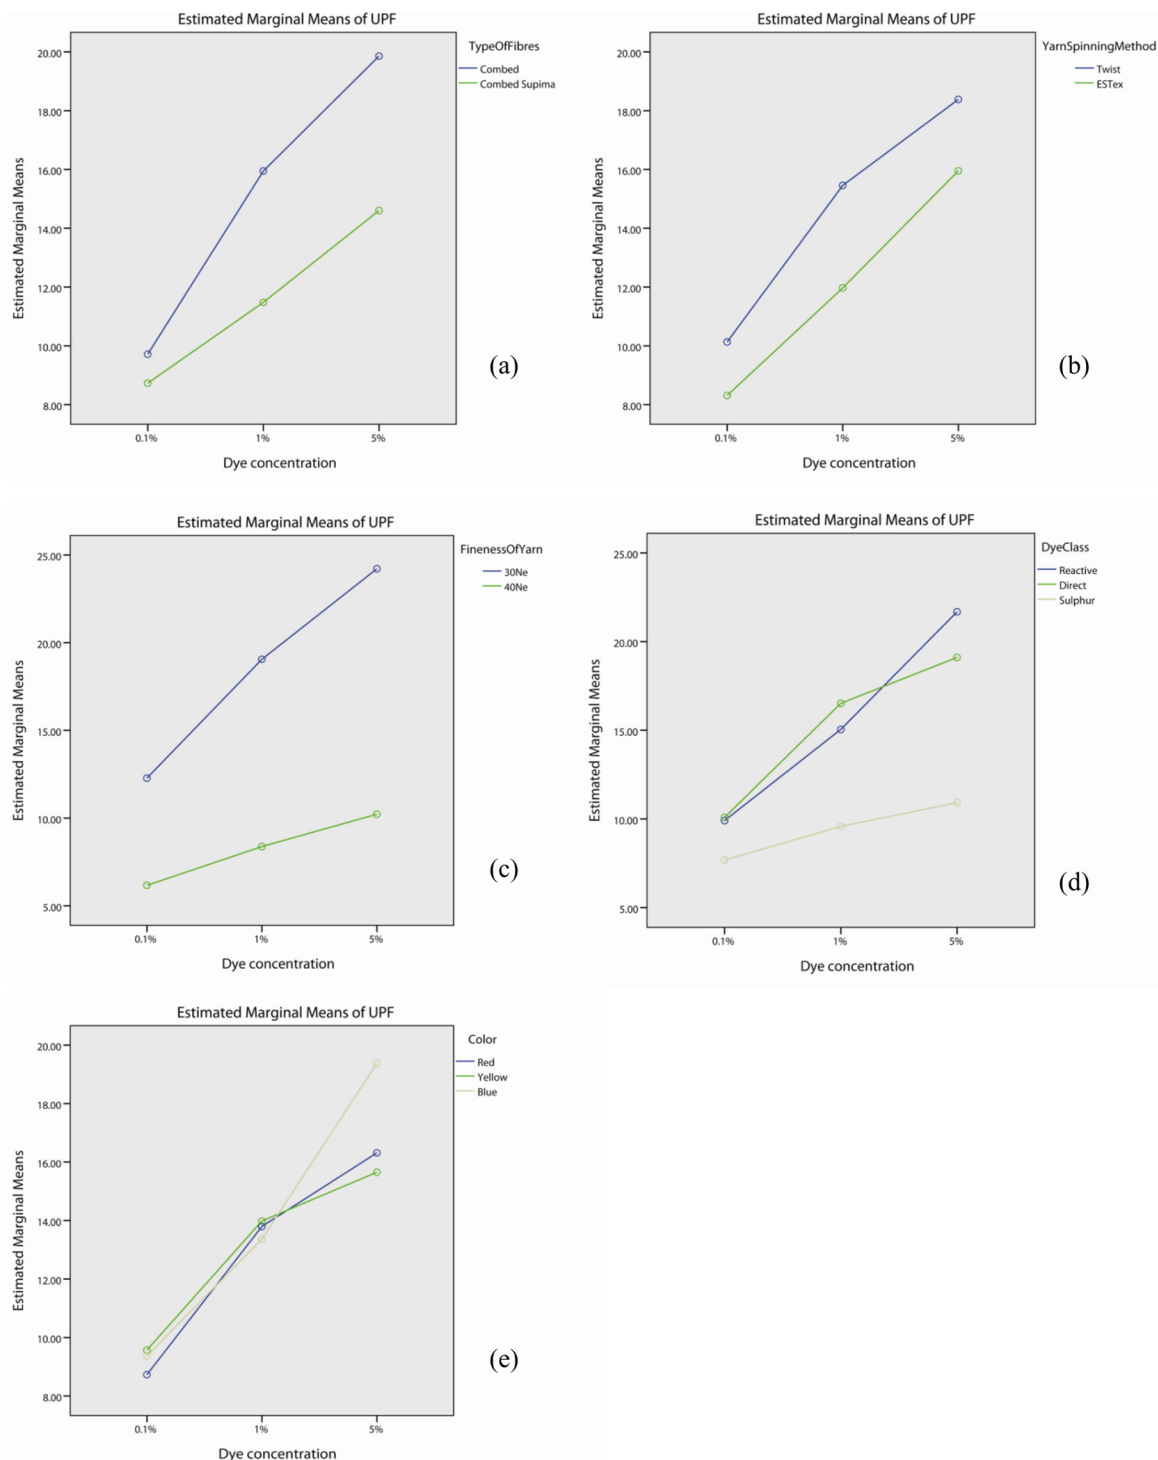 Estimated Marginal Means of UPF
TypeOfFibres
Combed
Combed Supima
Estimated Marginal Means
20.00
18.00
16.00
14.00
12.00
10.00
8.00
0.1%
1%
5%
Dye concentration
(a)
Estimated Marginal Means of UPF
YarnSpinningMethod
Twist
ESTex
Estimated Marginal Means
20.00
18.00
16.00
14.00
12.00
10.00
8.00
0.1%
1%
5%
Dye concentration
(b)
Estimated Marginal Means of UPF
FinenessOfYarn
30Ne
40Ne
Estimated Marginal Means
25.00
20.00
15.00
10.00
5.00
0.1%
1%
5%
Dye concentration
(c)
Estimated Marginal Means of UPF
DyeClass
Reactive
Direct
Sulphur
Estimated Marginal Means
25.00
20.00
15.00
10.00
5.00
0.1%
1%
5%
Dye concentration
(d)
Estimated Marginal Means of UPF
Color
Red
Yellow
Blue
Estimated Marginal Means
20.00
18.00
16.00
14.00
12.00
10.00
8.00
0.1%
1%
5%
Dye concentration
(e)